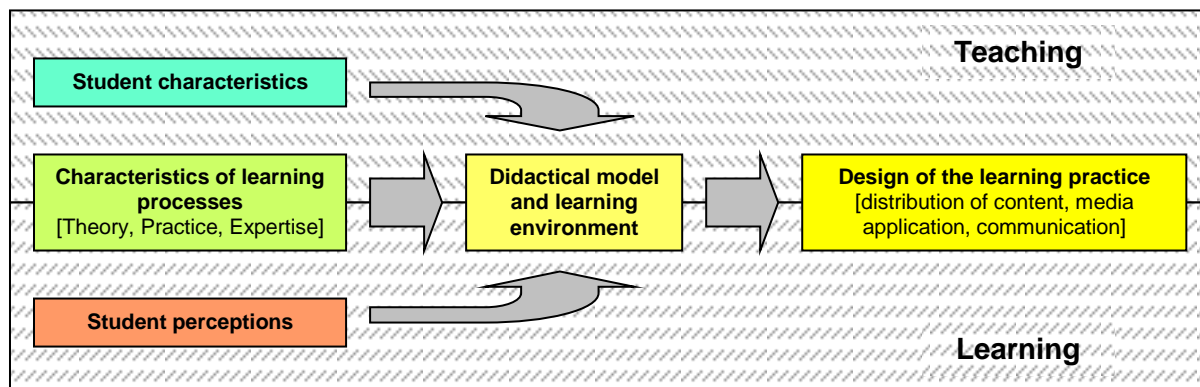 Teaching
Student characteristics
Characteristics of learning
processes
[Theory, Practice, Expertise]
Didactical model
and learning
environment
Design of the learning practice
[distribution of content, media
application, communication]
Student perceptions
Learning